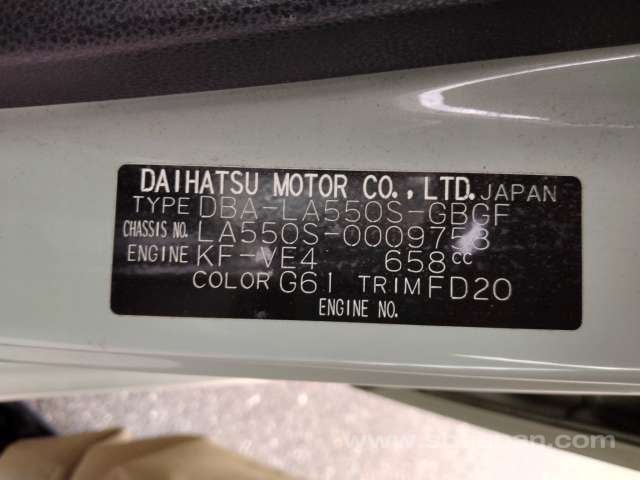 DAIHATSU MOTOR CO., LTD. JAPAN
TYPE DBA-LA550S-GBGF
CHASSIS NO. LA550S-0009753
ENGINE KF-VE4 658cc
COLOR G61 TRIM FD20
ENGINE NO.